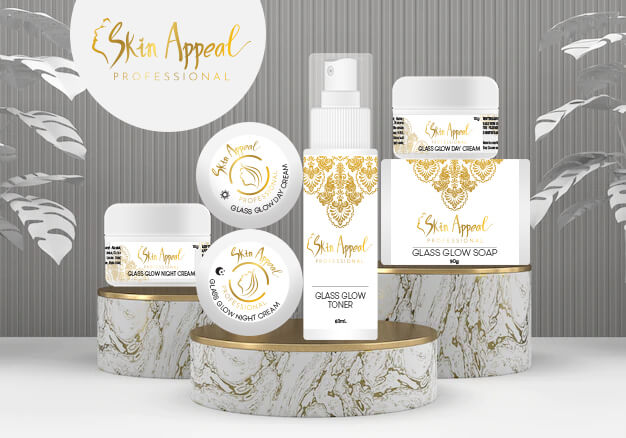 Skin Appeal
PROFESSIONAL
Skin Appeal
PROFESSIONAL
GLASS GLOW DAY CREAM
Skin Appeal
PROFESSIONAL
GLASS GLOW DAY CREAM
Skin Appeal
PROFESSIONAL
GLASS GLOW NIGHT CREAM
Skin Appeal
PROFESSIONAL
GLASS GLOW NIGHT CREAM
Skin Appeal
PROFESSIONAL
GLASS GLOW
TONER
60mL
Skin Appeal
PROFESSIONAL
GLASS GLOW SOAP
90g